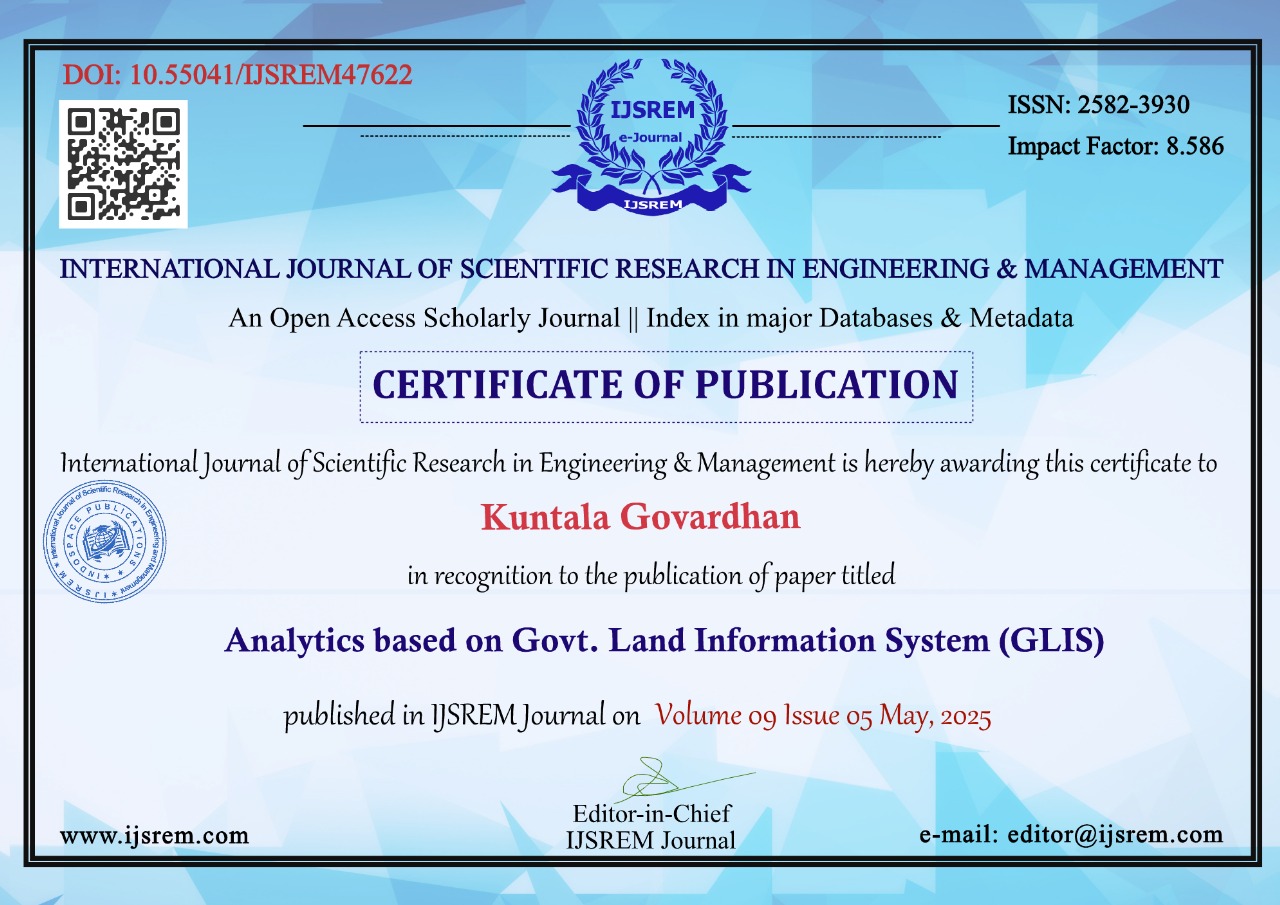 DOI: 10.55041/IJSREM47622
IJSREM
e-Journal
IJSREM
ISSN: 2582-3930
Impact Factor: 8.586
INTERNATIONAL JOURNAL OF SCIENTIFIC RESEARCH IN ENGINEERING & MANAGEMENT
An Open Access Scholarly Journal || Index in major Databases & Metadata
CERTIFICATE OF PUBLICATION
International Journal of Scientific Research in Engineering & Management is hereby awarding this certificate to
International Journal of Scientific Research in Engineering and Management
IJSREM
INDOSPACE PUBLICATIONS
Kuntala Govardhan
in recognition to the publication of paper titled
Analytics based on Govt. Land Information System (GLIS)
published in IJSREM Journal on Volume 09 Issue 05 May, 2025
Editor-in-Chief
IJSREM Journal
www.ijsrem.com
e-mail: editor@ijsrem.com